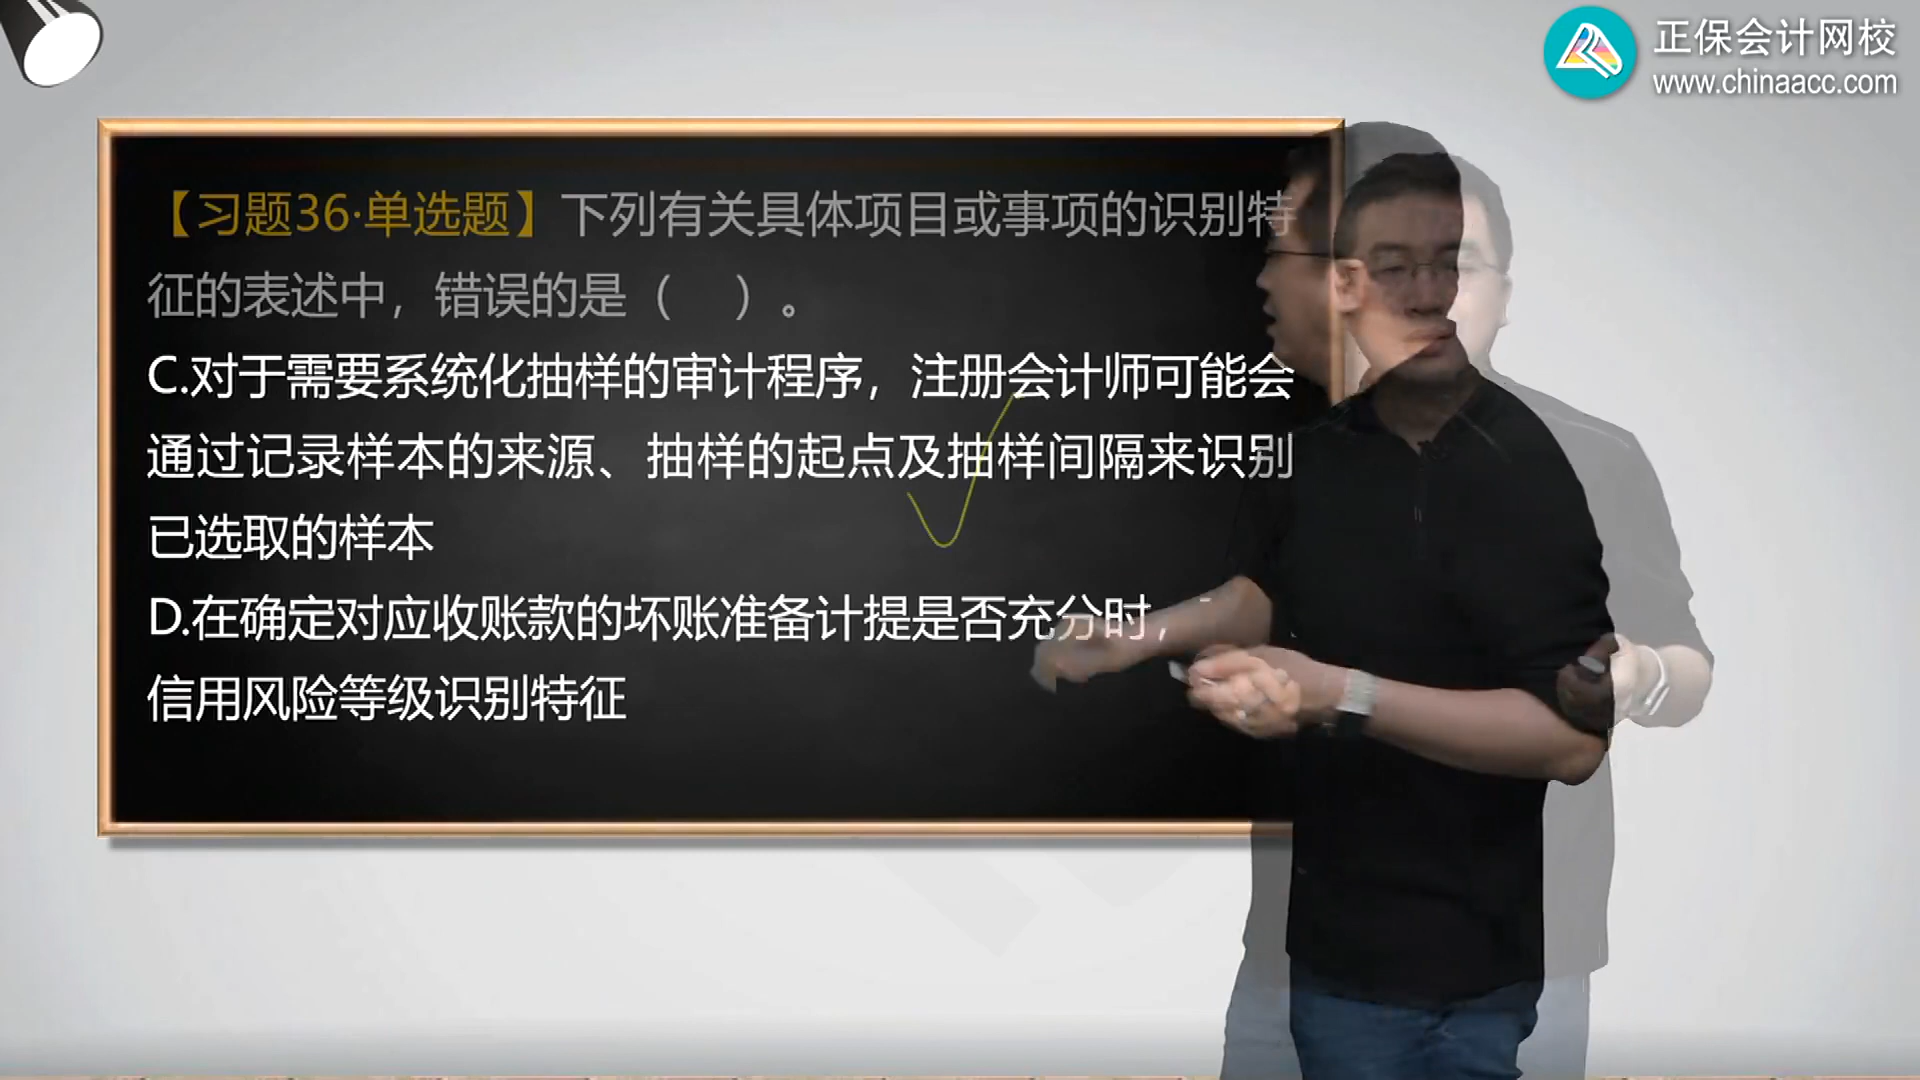 正保会计网校
www.chinaacc.com
【习题36·单选题】下列有关具体项目或事项的识别特
征的表述中，错误的是（ ）。
C.对于需要系统化抽样的审计程序，注册会计师可能会
通过记录样本的来源、抽样的起点及抽样间隔来识别
已选取的样本
D.在确定对应收账款的坏账准备计提是否充分时，
信用风险等级识别特征